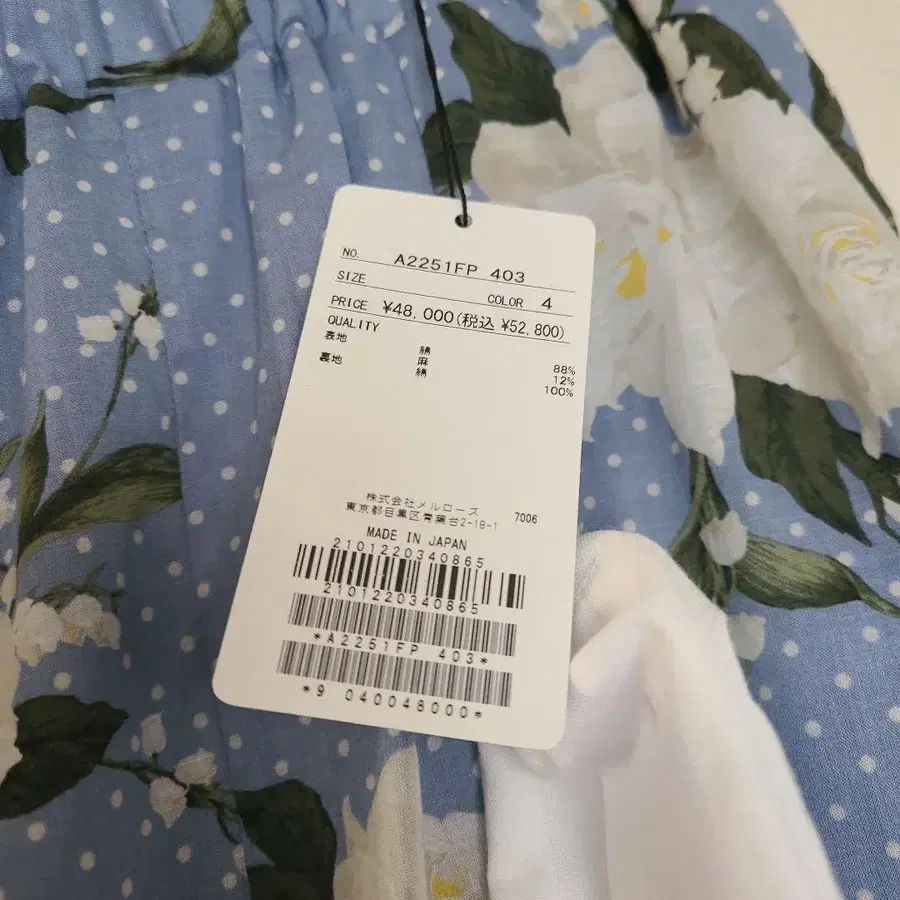 NO. A2251FP 403
SIZE COLOR 4
PRICE ¥48,000(税込 ¥52,800)
QUALITY
表地 綿 88%
麻 12%
裏地 綿 100%
株式会社メルローズ
東京都目黒区青葉台2-18-1 7006
MADE IN JAPAN
2101220340865
2101220340865
*A2251FP 403*
*9 040048000*